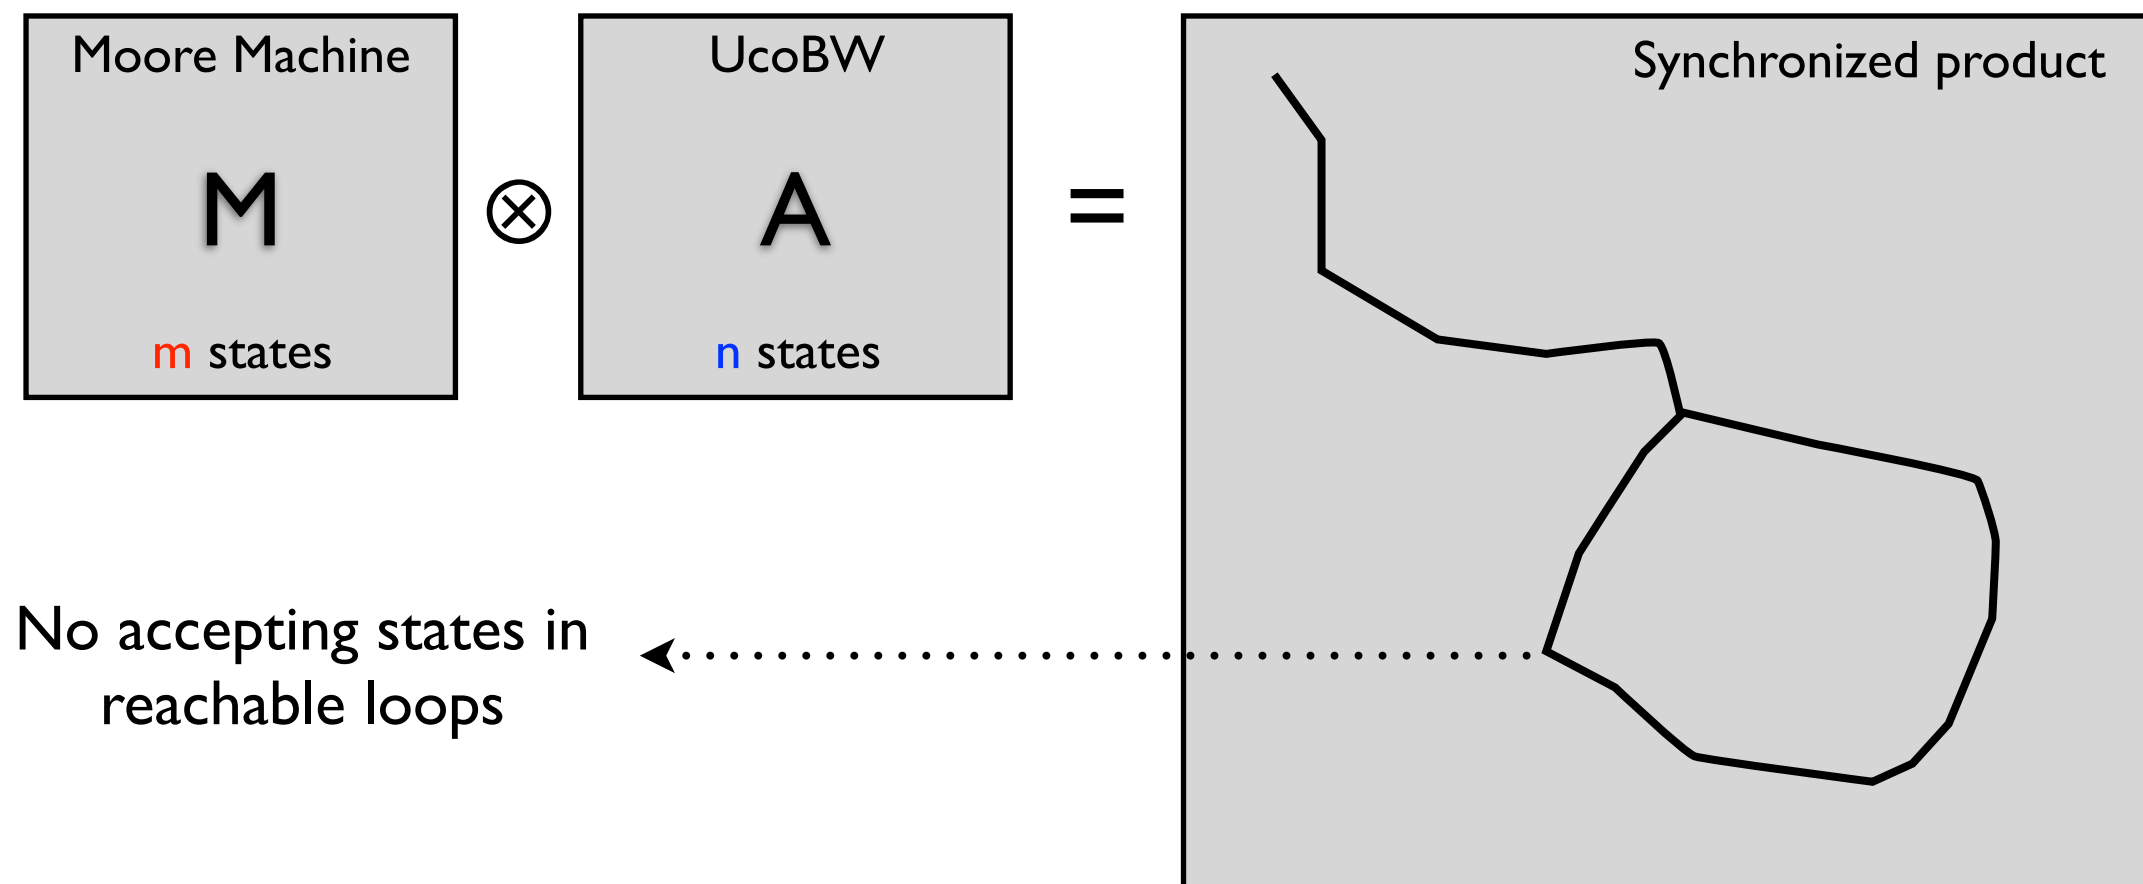 Moore Machine
M
m states
⊗
UcoBW
A
n states
=
Synchronized product
No accepting states in
reachable loops